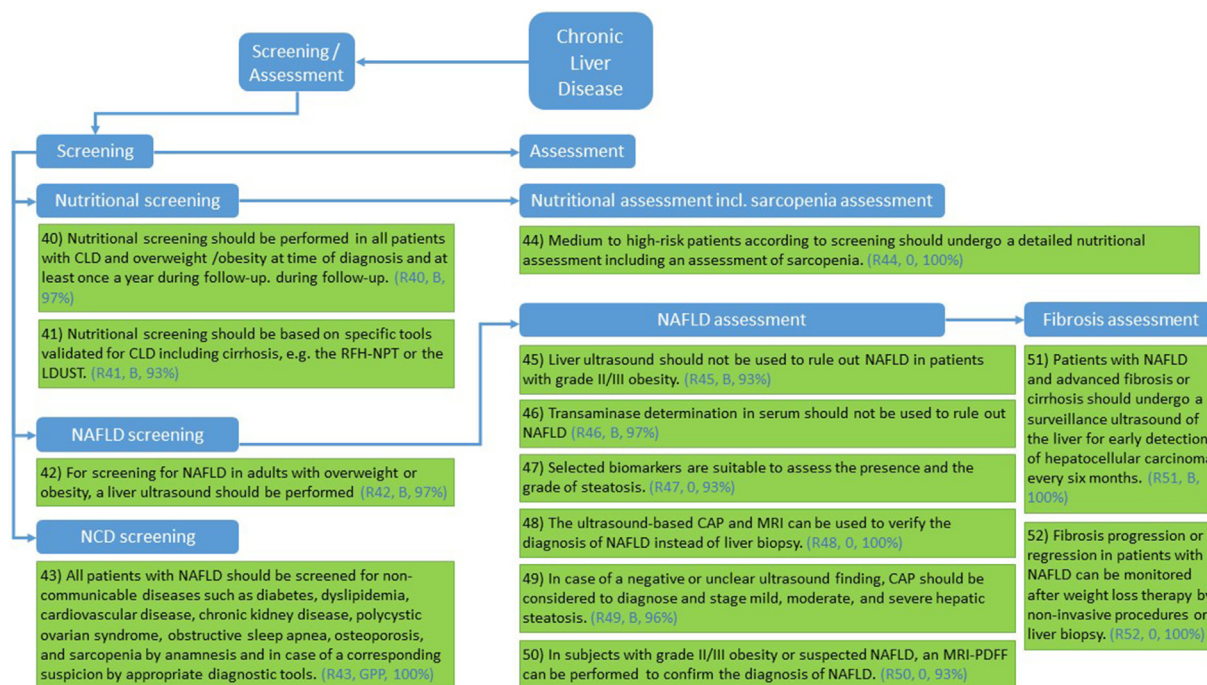 Chronic
Liver
Disease
Screening /
Assessment
Screening
Assessment
Nutritional screening
Nutritional assessment incl. sarcopenia assessment
40) Nutritional screening should be performed in all patients
with CLD and overweight /obesity at time of diagnosis and at
least once a year during follow-up. during follow-up. (R40, B,
97%)
44) Medium to high-risk patients according to screening should undergo a detailed nutritional
assessment including an assessment of sarcopenia. (R44, 0, 100%)
41) Nutritional screening should be based on specific tools
validated for CLD including cirrhosis, e.g. the RFH-NPT or the
LDUST. (R41, B, 93%)
NAFLD screening
42) For screening for NAFLD in adults with overweight or
obesity, a liver ultrasound should be performed (R42, B, 97%)
NCD screening
43) All patients with NAFLD should be screened for non-
communicable diseases such as diabetes, dyslipidemia,
cardiovascular disease, chronic kidney disease, polycystic
ovarian syndrome, obstructive sleep apnea, osteoporosis,
and sarcopenia by anamnesis and in case of a corresponding
suspicion by appropriate diagnostic tools. (R43, GPP, 100%)
NAFLD assessment
45) Liver ultrasound should not be used to rule out NAFLD in patients
with grade II/III obesity. (R45, B, 93%)
46) Transaminase determination in serum should not be used to rule out
NAFLD (R46, B, 97%)
47) Selected biomarkers are suitable to assess the presence and the
grade of steatosis. (R47, 0, 93%)
48) The ultrasound-based CAP and MRI can be used to verify the
diagnosis of NAFLD instead of liver biopsy. (R48, 0, 100%)
49) In case of a negative or unclear ultrasound finding, CAP should be
considered to diagnose and stage mild, moderate, and severe hepatic
steatosis. (R49, B, 96%)
50) In subjects with grade II/III obesity or suspected NAFLD, an MRI-PDFF
can be performed to confirm the diagnosis of NAFLD. (R50, 0, 93%)
Fibrosis assessment
51) Patients with NAFLD
and advanced fibrosis or
cirrhosis should undergo a
surveillance ultrasound of
the liver for early detection
of hepatocellular carcinoma
every six months. (R51, B,
100%)
52) Fibrosis progression or
regression in patients with
NAFLD can be monitored
after weight loss therapy by
non-invasive procedures or
liver biopsy. (R52, 0, 100%)